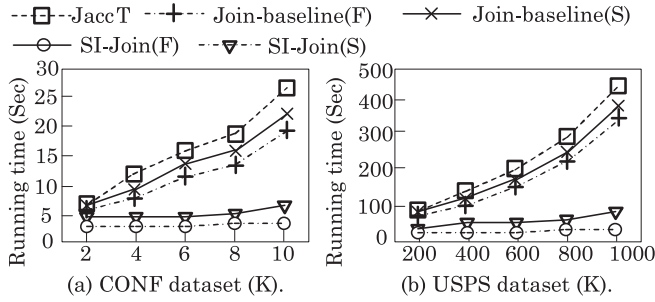 JaccT Join-baseline(F) Join-baseline(S)
SI-Join(F) SI-Join(S)
Running time (Sec)
30
25
20
15
10
5
0
2 4 6 8 10
(a) CONF dataset (K).
Running time (Sec)
500
400
300
200
100
0
200 400 600 800 1000
(b) USPS dataset (K).